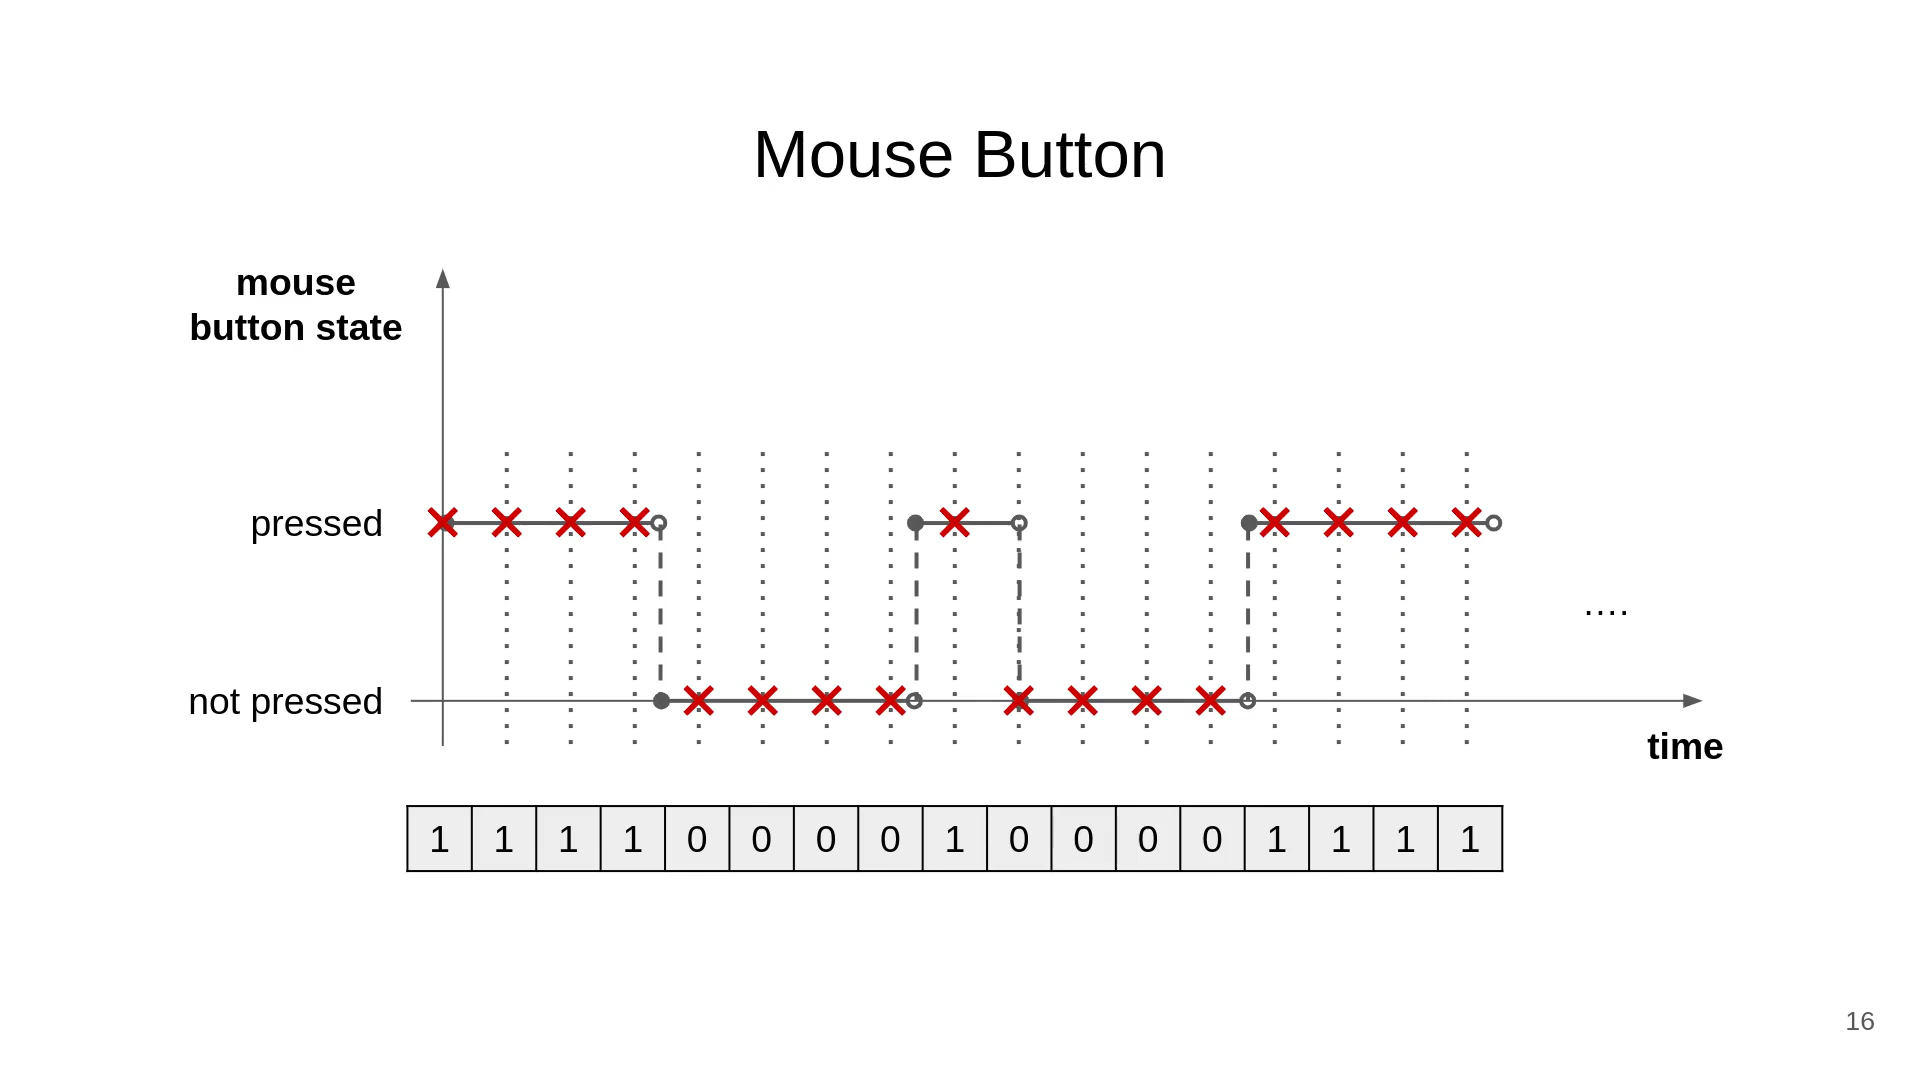 Mouse Button
mouse
button state
pressed
....
not pressed
time
1 1 1 1 0 0 0 0 1 0 0 0 0 1 1 1 1
16